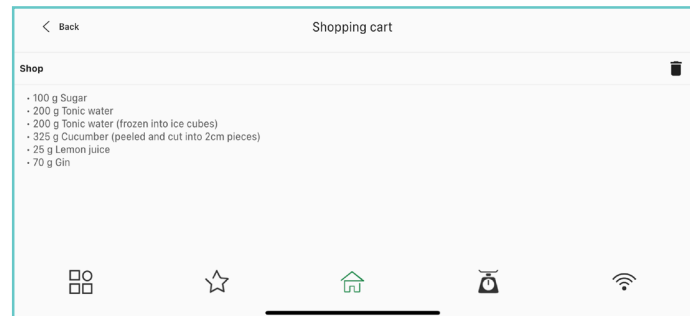 Back
Shopping cart
Shop
• 100 g Sugar
• 200 g Tonic water
• 200 g Tonic water (frozen into ice cubes)
• 325 g Cucumber (peeled and cut into 2cm pieces)
• 25 g Lemon juice
• 70 g Gin